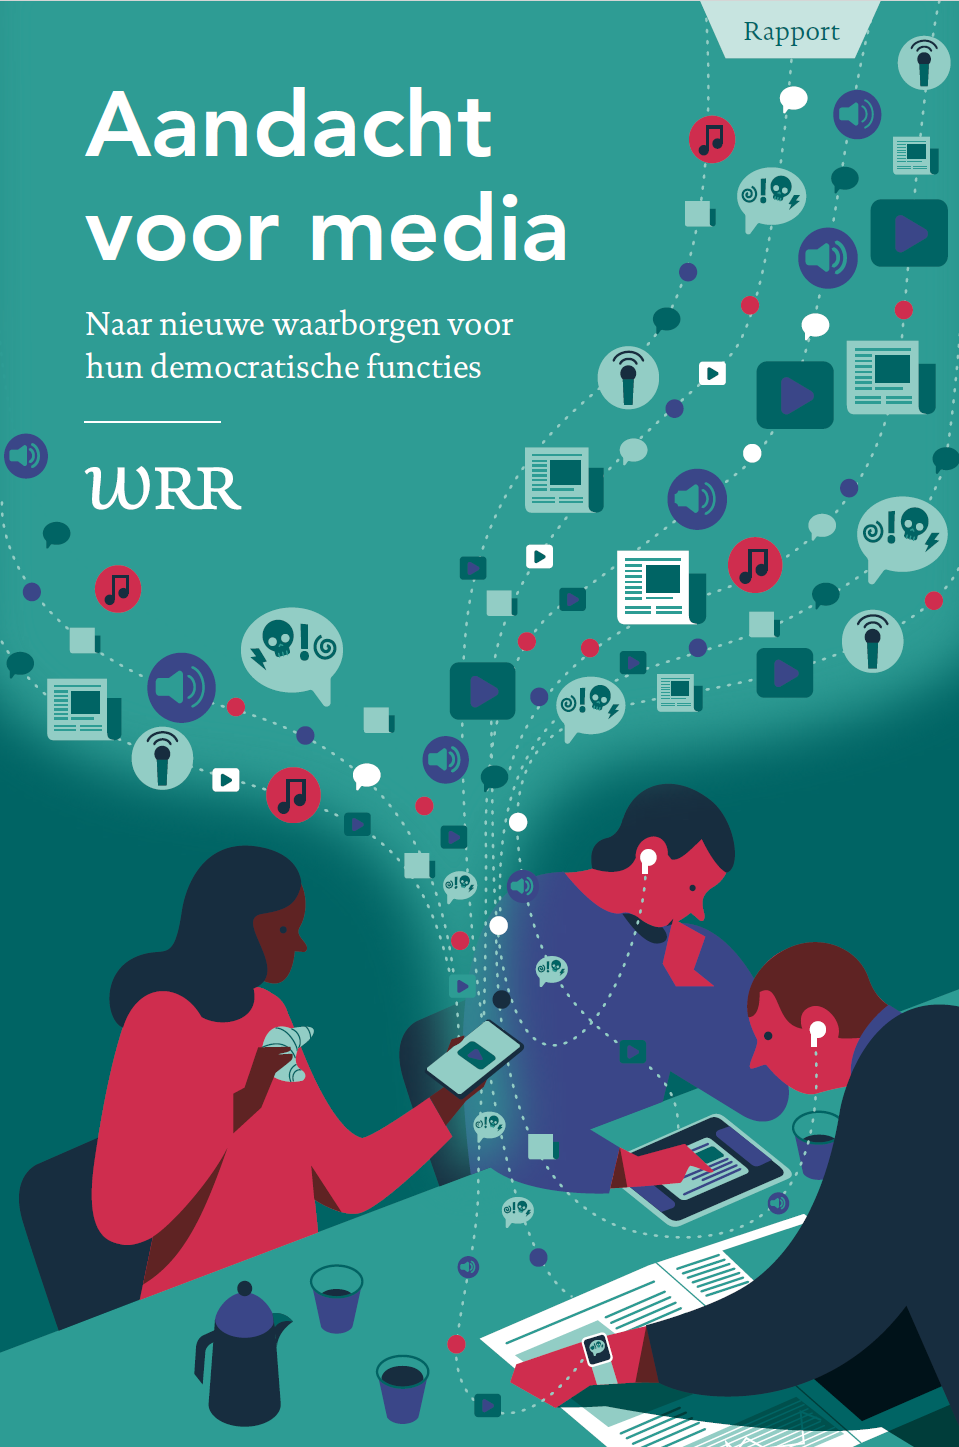 Rapport
Aandacht
voor media
Naar nieuwe waarborgen voor
hun democratische functies
WRR